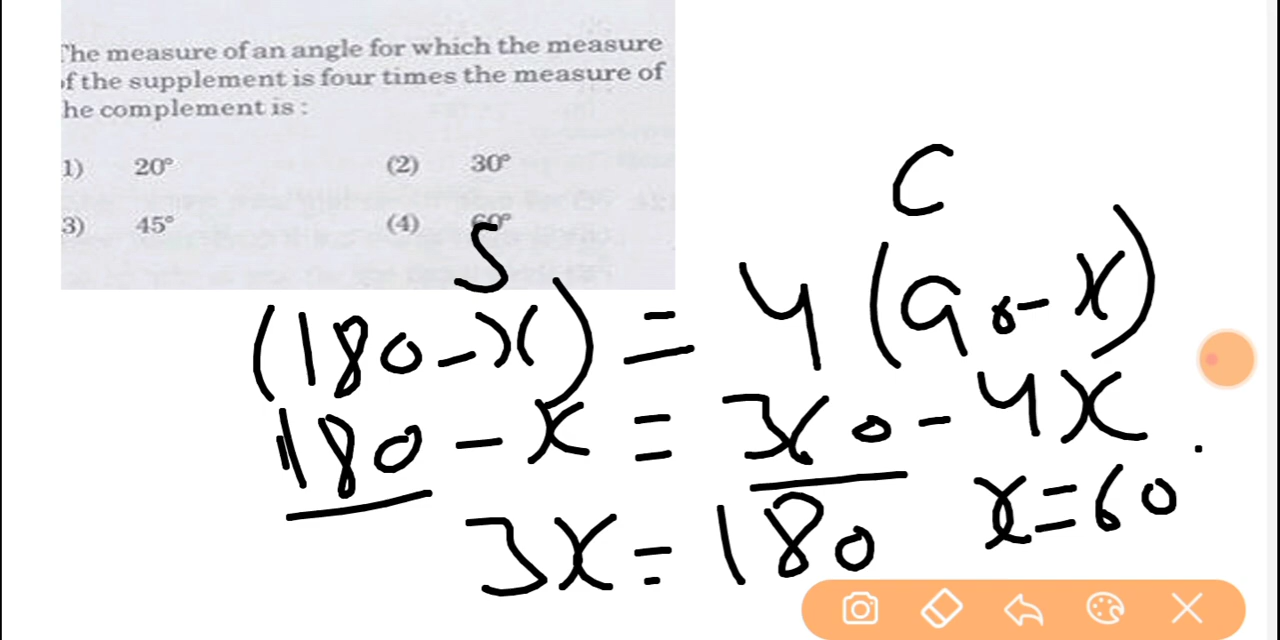 The measure of an angle for which the measure
of the supplement is four times the measure of
he complement is :
1) 20° (2) 30°
3) 45° (4) 60°
S C
(180-x) = 4 (90-x)
180 - x = 360 - 4x
3x = 180 x = 60